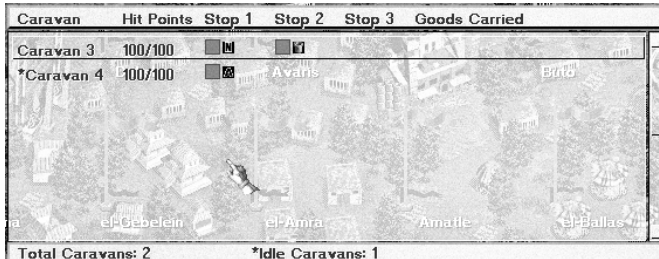 Caravan Hit Points Stop 1 Stop 2 Stop 3 Goods Carried
Caravan 3 100/100
*Caravan 4 100/100
Avaris Buto
el-Gebelein el-Amra Amatle el-Ballas
Total Caravans: 2 *Idle Caravans: 1